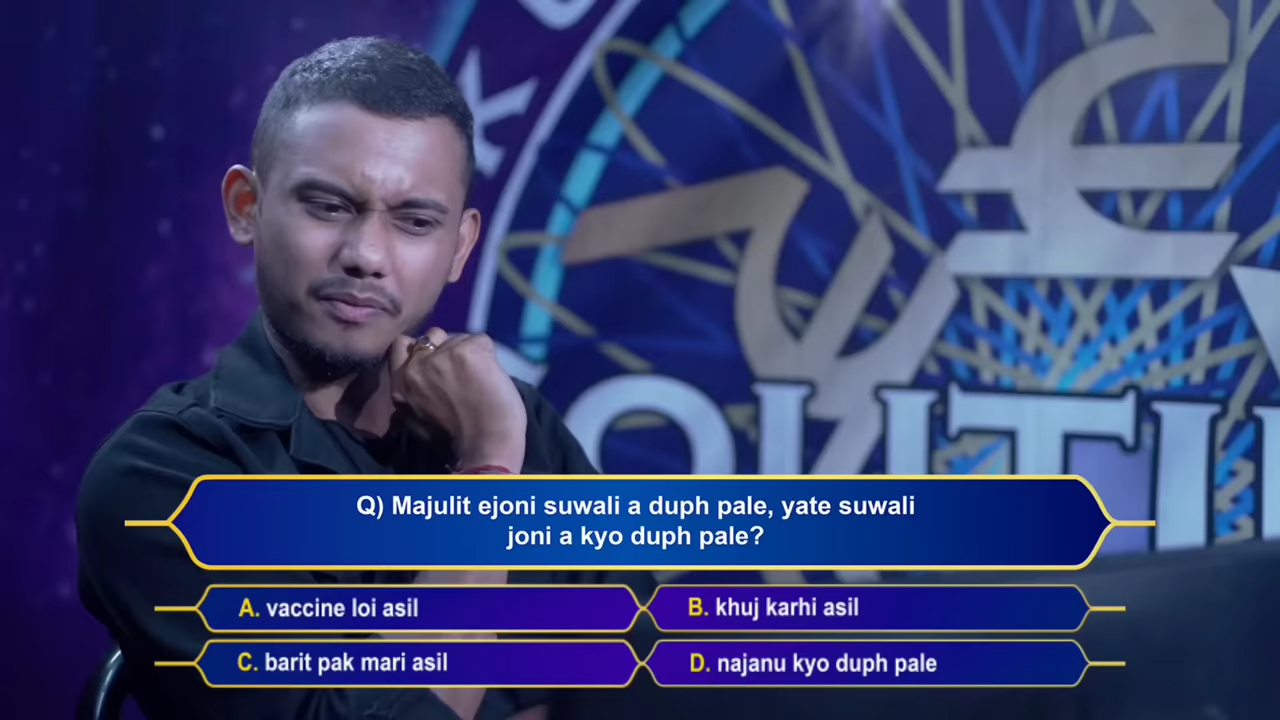 Q) Majulit ejoni suwali a duph pale, yate suwali
joni a kyo duph pale?
A. vaccine loi asil
B. khuj karhi asil
C. barit pak mari asil
D. najanu kyo duph pale